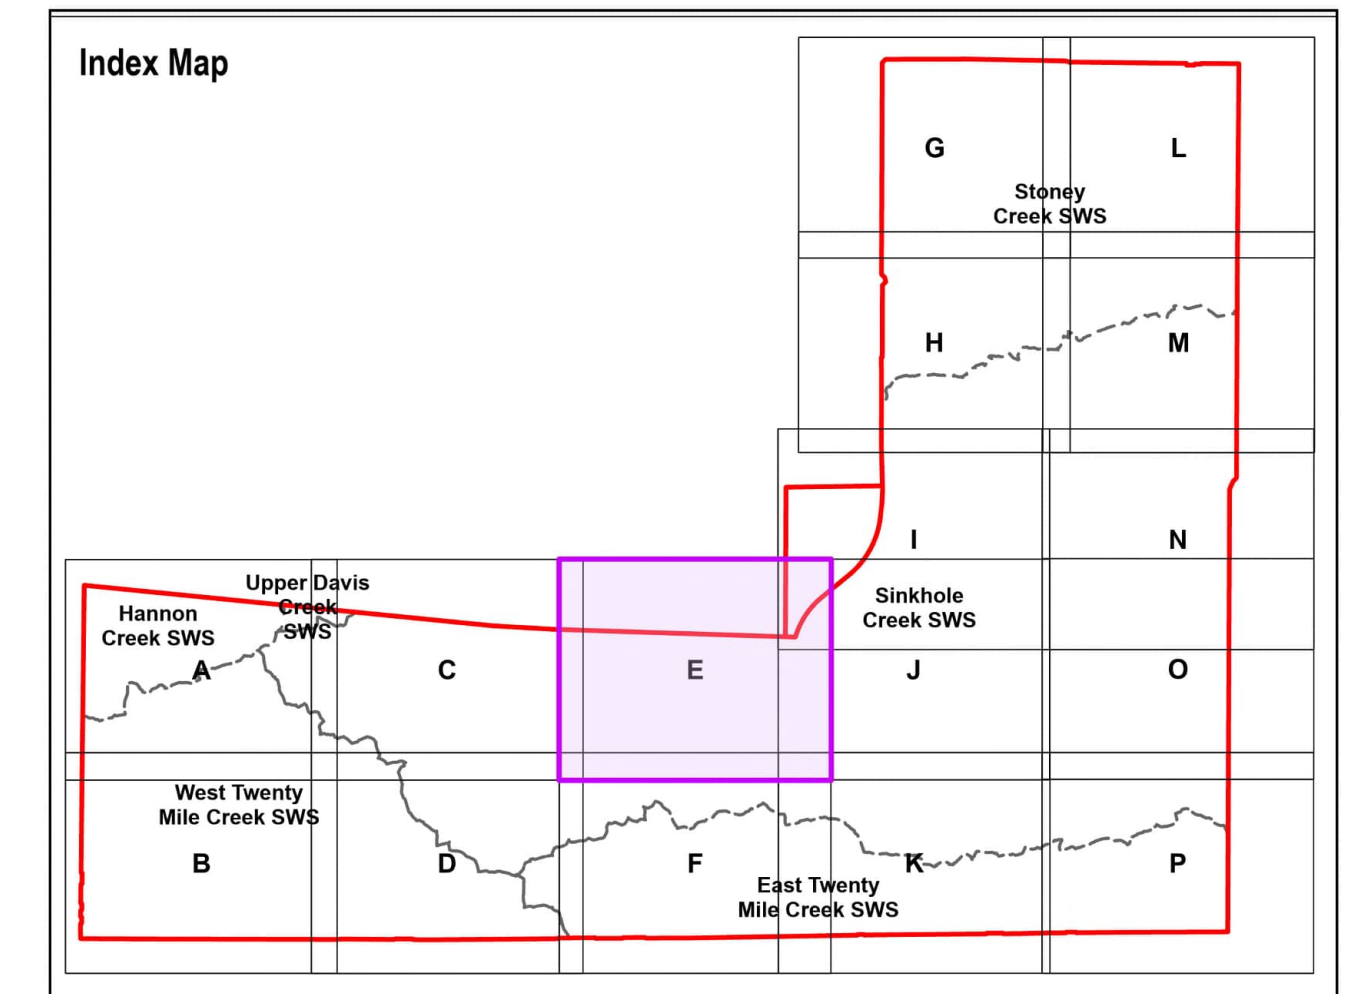 Index Map
G
L
Stoney
Creek SWS
H
M
I
N
Upper Davis
Creek
SWS
Hannon
Creek SWS
Sinkhole
Creek SWS
A
C
E
J
O
West Twenty
Mile Creek SWS
B
D
F
K
P
East Twenty
Mile Creek SWS